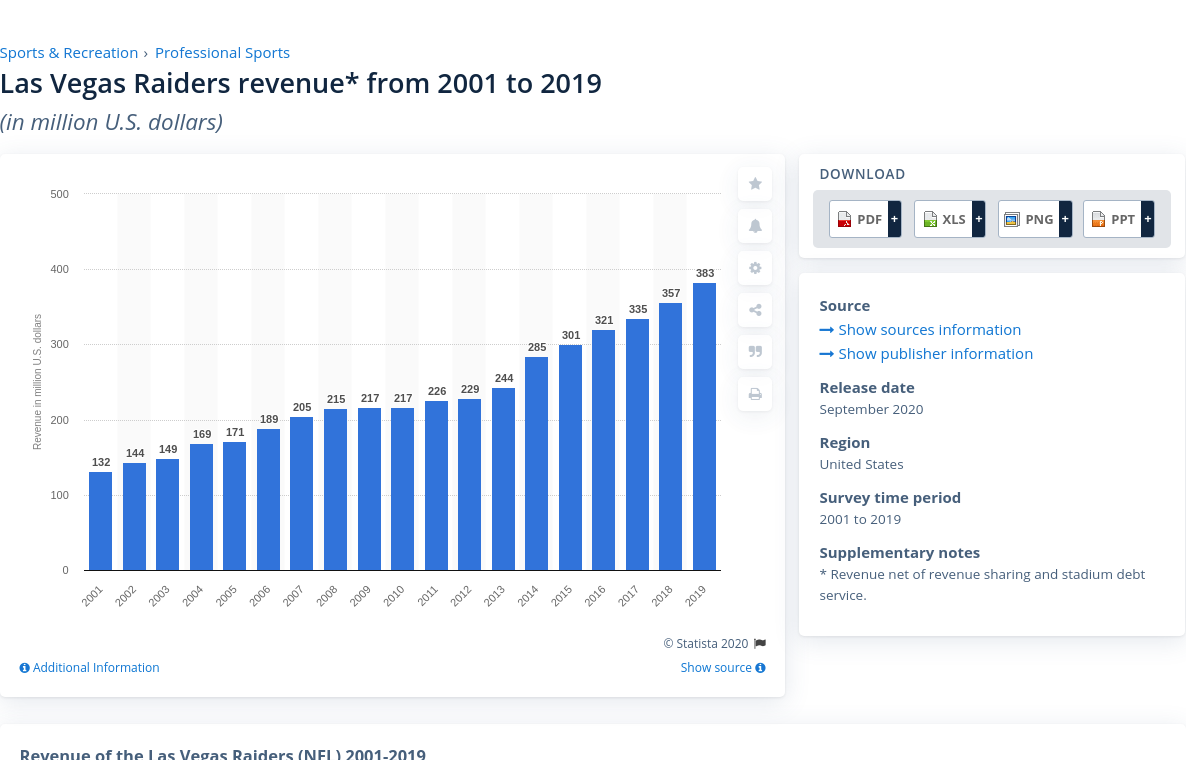 Sports & Recreation › Professional Sports
Las Vegas Raiders revenue* from 2001 to 2019
(in million U.S. dollars)
Revenue in million U.S. dollars
500
400
300
200
100
0
132
144
149
169
171
189
205
215
217
217
226
229
244
285
301
321
335
357
383
2001
2002
2003
2004
2005
2006
2007
2008
2009
2010
2011
2012
2013
2014
2015
2016
2017
2018
2019
© Statista 2020
Additional Information
Show source
DOWNLOAD
PDF +
XLS +
PNG +
PPT +
Source
Show sources information
Show publisher information
Release date
September 2020
Region
United States
Survey time period
2001 to 2019
Supplementary notes
* Revenue net of revenue sharing and stadium debt
service.
Revenue of the Las Vegas Raiders (NFL) 2001-2019